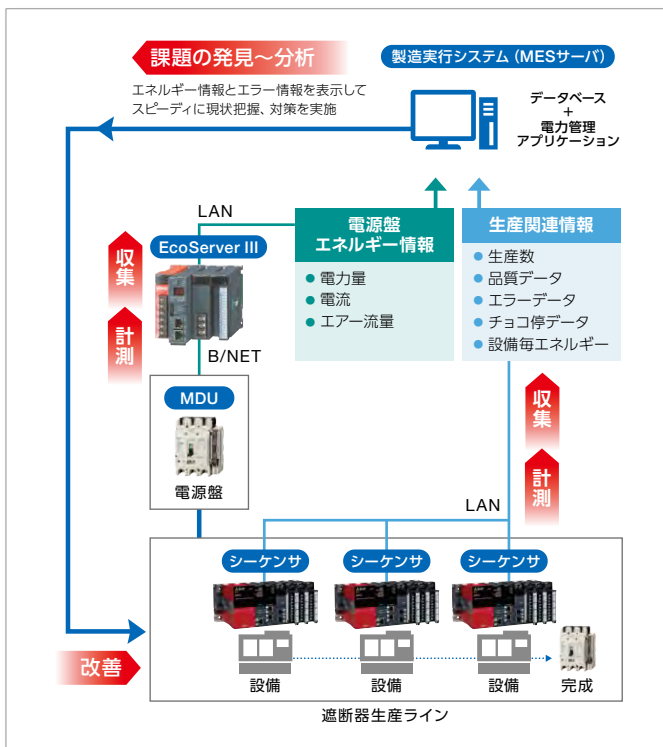 課題の発見～分析
エネルギー情報とエラー情報を表示して
スピーディに現状把握、対策を実施
製造実行システム（MESサーバ）
データベース
+
電力管理
アプリケーション
LAN
EcoServer III
収集
計測
B/NET
MDU
電源盤
電源盤
エネルギー情報
● 電力量
● 電流
● エアー流量
生産関連情報
● 生産数
● 品質データ
● エラーデータ
● チョコ停データ
● 設備毎エネルギー
収集
計測
LAN
シーケンサ
シーケンサ
シーケンサ
設備
設備
設備
完成
改善
遮断器生産ライン